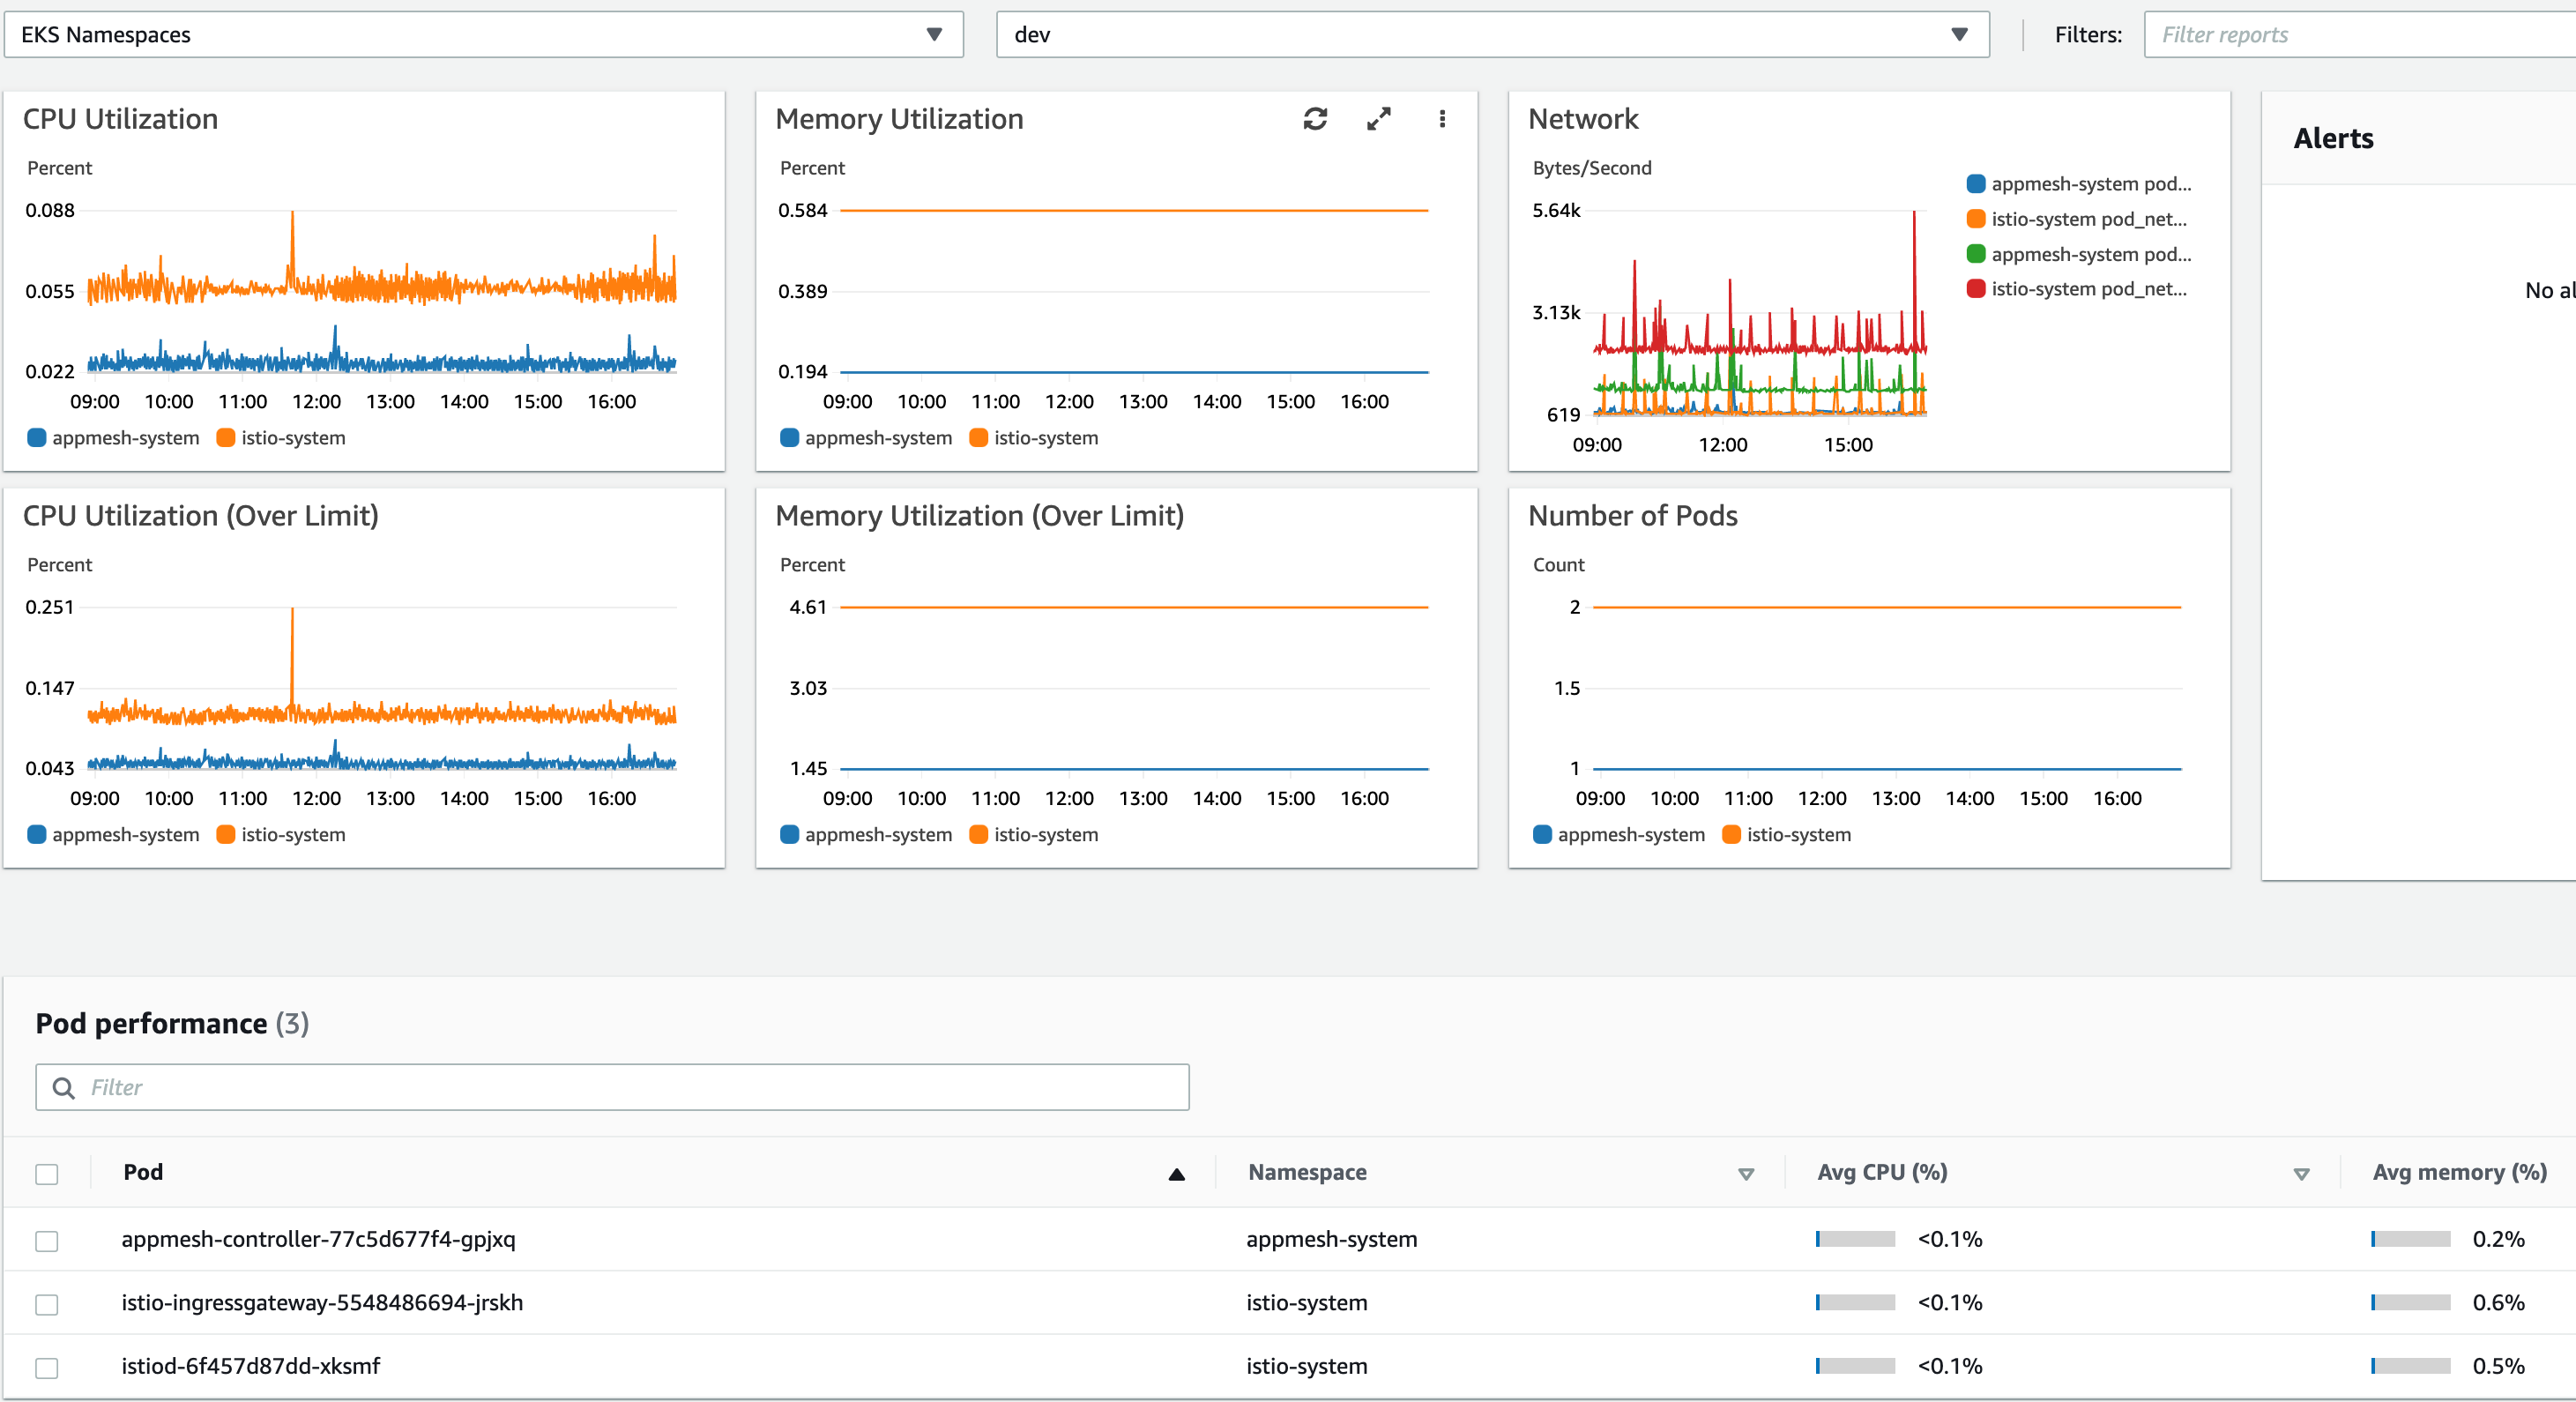 EKS Namespaces
dev
Filters:
Filter reports
CPU Utilization
Percent
0.088
0.055
0.022
09:00 10:00 11:00 12:00 13:00 14:00 15:00 16:00
appmesh-system istio-system
Memory Utilization
Percent
0.584
0.389
0.194
09:00 10:00 11:00 12:00 13:00 14:00 15:00 16:00
appmesh-system istio-system
Network
Bytes/Second
5.64k
3.13k
619
09:00 12:00 15:00
appmesh-system pod...
istio-system pod_net...
appmesh-system pod...
istio-system pod_net...
Alerts
No al
CPU Utilization (Over Limit)
Percent
0.251
0.147
0.043
09:00 10:00 11:00 12:00 13:00 14:00 15:00 16:00
appmesh-system istio-system
Memory Utilization (Over Limit)
Percent
4.61
3.03
1.45
09:00 10:00 11:00 12:00 13:00 14:00 15:00 16:00
appmesh-system istio-system
Number of Pods
Count
2
1.5
1
09:00 10:00 11:00 12:00 13:00 14:00 15:00 16:00
appmesh-system istio-system
Pod performance (3)
Filter
Pod Namespace Avg CPU (%) Avg memory (%)
appmesh-controller-77c5d677f4-gpjxq appmesh-system <0.1% 0.2%
istio-ingressgateway-5548486694-jrskh istio-system <0.1% 0.6%
istiod-6f457d87dd-xksmf istio-system <0.1% 0.5%